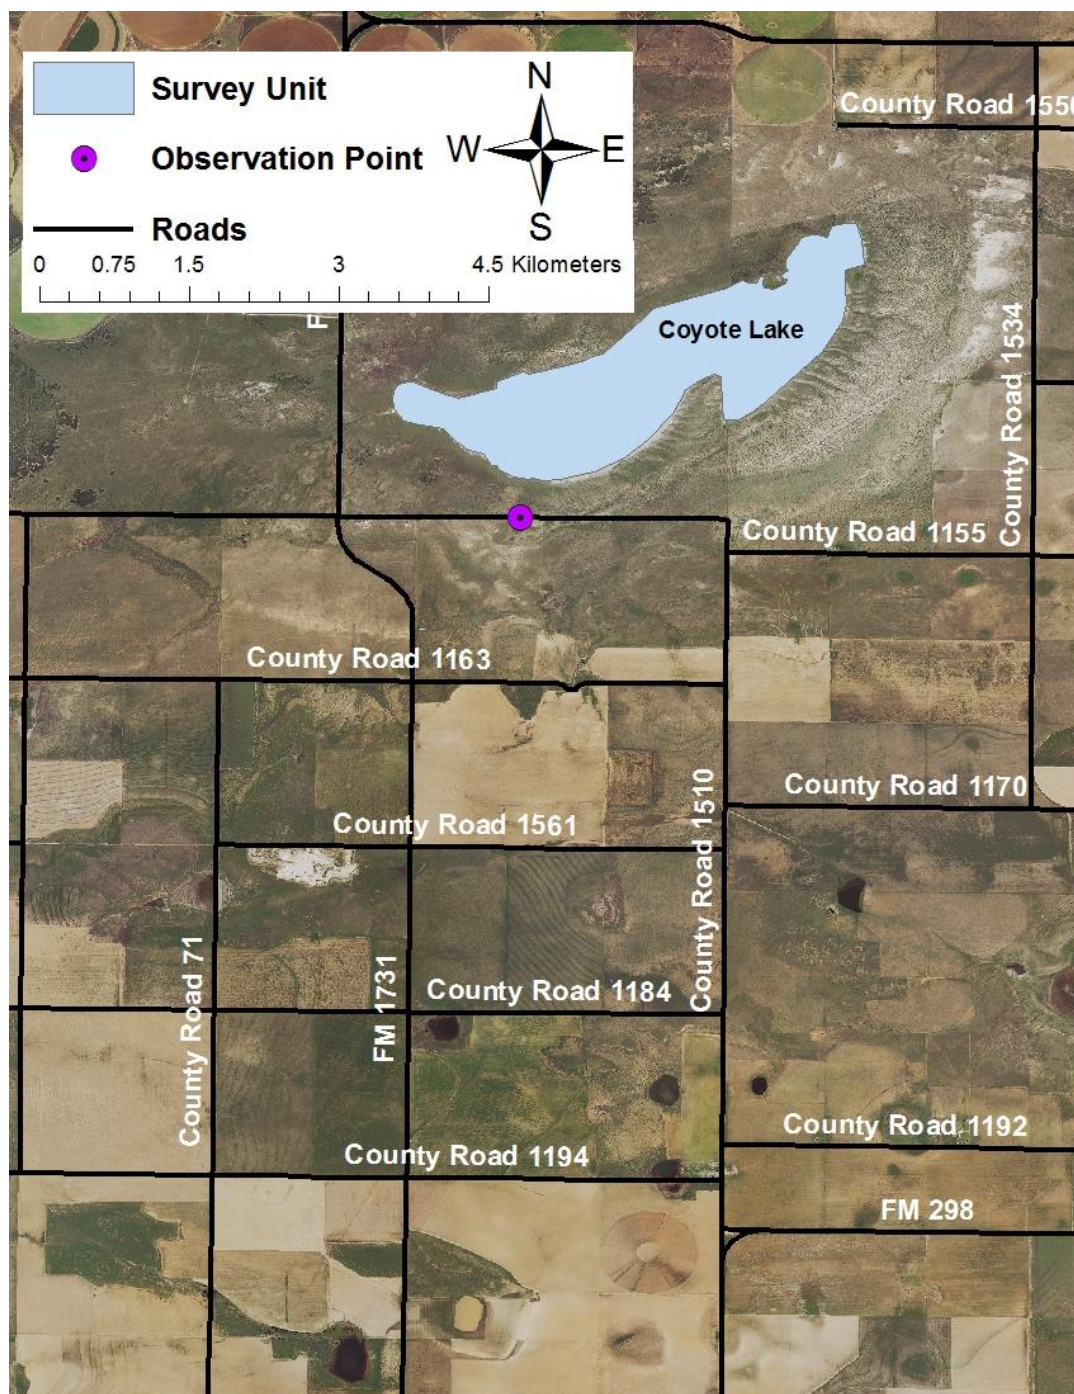 Survey Unit
Observation Point
Roads
N
W
E
S
0 0.75 1.5 3 4.5 Kilometers
F
County Road 1550
Coyote Lake
County Road 1534
County Road 1155
County Road 1163
County Road 1170
County Road 1561
County Road 1510
County Road 1184
County Road 71
FM 1731
County Road 1192
County Road 1194
FM 298